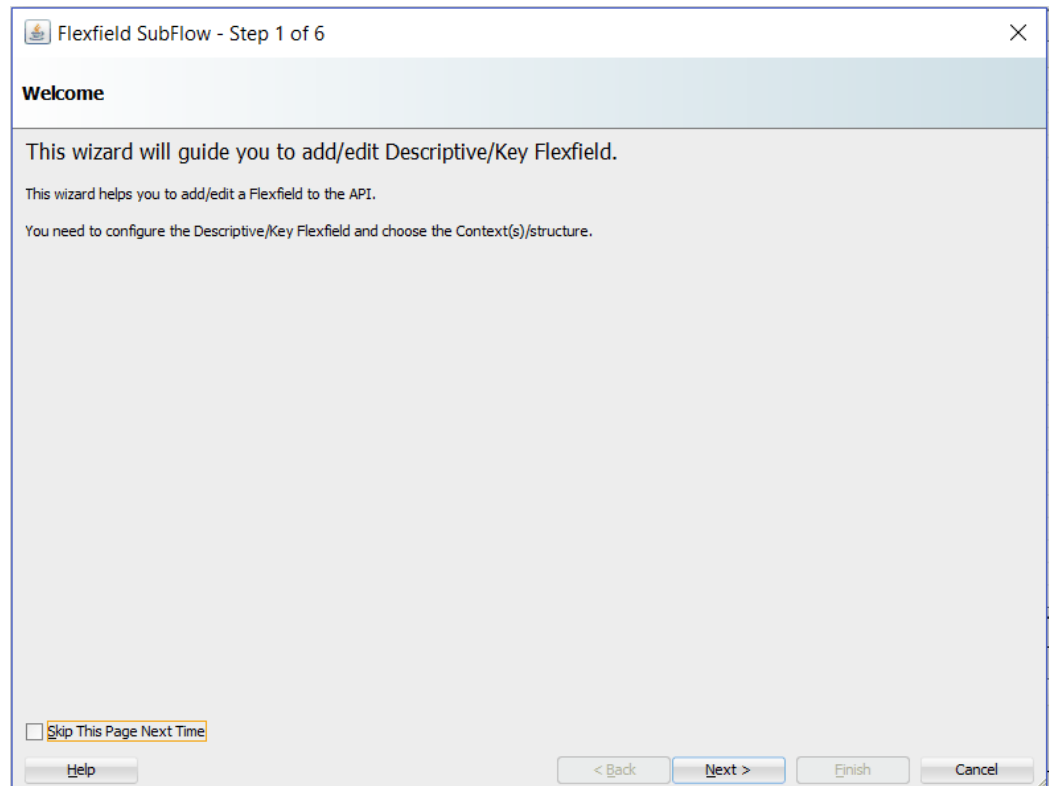 Flexfield SubFlow - Step 1 of 6
Welcome
This wizard will guide you to add/edit Descriptive/Key Flexfield.
This wizard helps you to add/edit a Flexfield to the API.
You need to configure the Descriptive/Key Flexfield and choose the Context(s)/structure.
Skip This Page Next Time
Help
< Back
Next >
Finish
Cancel